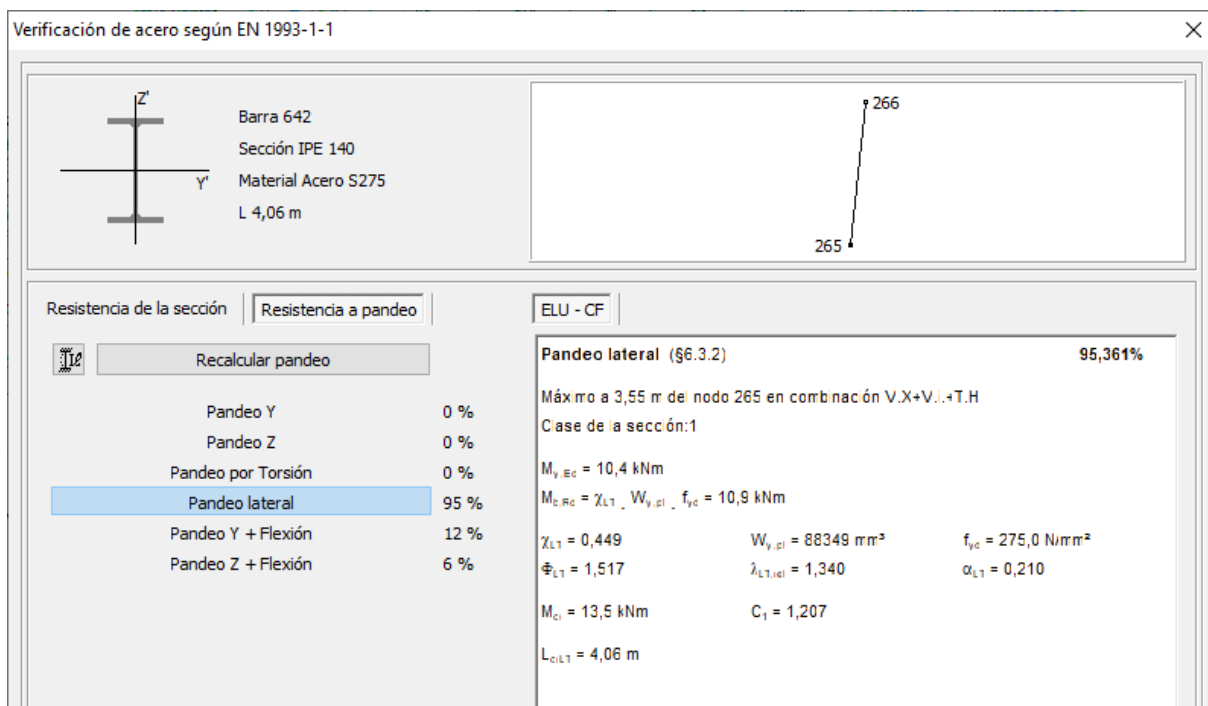 Verificación de acero según EN 1993-1-1
Z'
Y'
Barra 642
Sección IPE 140
Material Acero S275
L 4,06 m
266
265
Resistencia de la sección
Resistencia a pandeo
ELU - CF
Recalcular pandeo
Pandeo Y 0 %
Pandeo Z 0 %
Pandeo por Torsión 0 %
Pandeo lateral 95 %
Pandeo Y + Flexión 12 %
Pandeo Z + Flexión 6 %
Pandeo lateral (§6.3.2) 95,361%
Máximo a 3,55 m del nodo 265 en combinación V.X+V.I.+T.H
Clase de la sección:1
My,Ed = 10,4 kNm
Mb,Rd = χLT . Wy,pl . fyd = 10,9 kNm
χLT = 0,449 Wy,pl = 88349 mm³ fyd = 275,0 N/mm²
ΦLT = 1,517 λLT,rel = 1,340 αLT = 0,210
Mcr = 13,5 kNm C1 = 1,207
LcrLT = 4,06 m